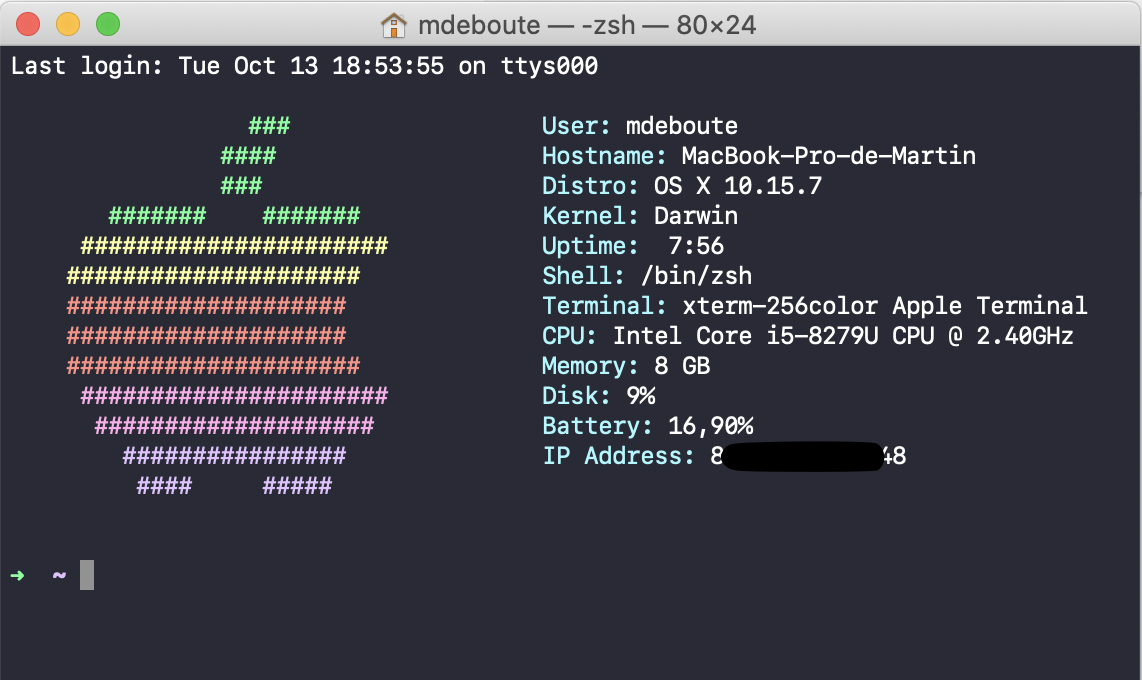 mdeboute — -zsh — 80×24
Last login: Tue Oct 13 18:53:55 on ttys000
                 ###                  User: mdeboute
               ####                   Hostname: MacBook-Pro-de-Martin
               ###                    Distro: OS X 10.15.7
       #######    #######             Kernel: Darwin
     ######################           Uptime:  7:56
    #####################             Shell: /bin/zsh
    ####################              Terminal: xterm-256color Apple Terminal
    ####################              CPU: Intel Core i5-8279U CPU @ 2.40GHz
    #####################             Memory: 8 GB
     ######################           Disk: 9%
      ####################            Battery: 16,90%
        ################              IP Address: 8 48
         ####     #####
➜  ~